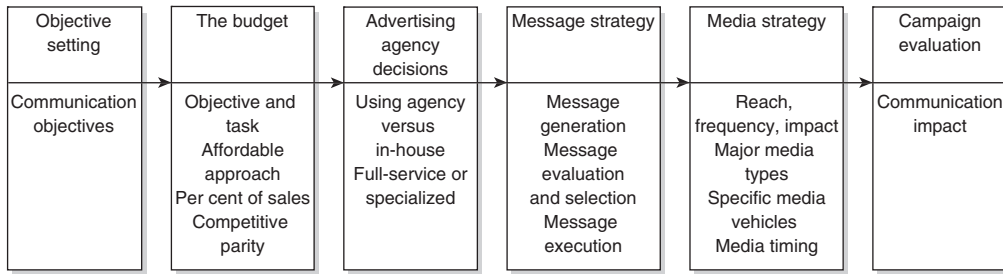 Objective
setting
Communication
objectives
The budget
Objective and
task
Affordable
approach
Per cent of sales
Competitive
parity
Advertising
agency
decisions
Using agency
versus
in-house
Full-service or
specialized
Message strategy
Message
generation
Message
evaluation
and selection
Message
execution
Media strategy
Reach,
frequency, impact
Major media
types
Specific media
vehicles
Media timing
Campaign
evaluation
Communication
impact